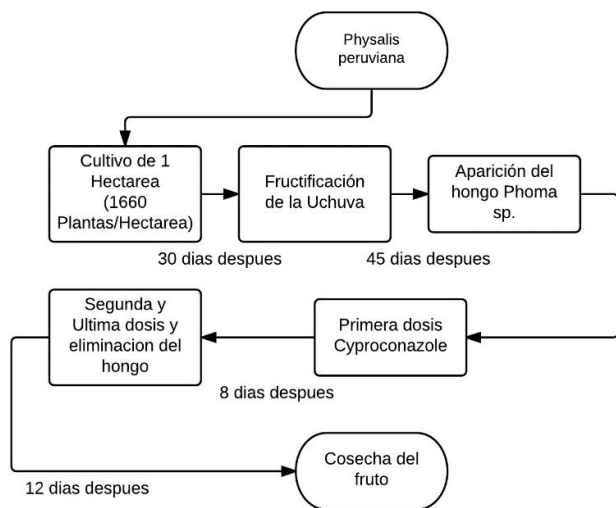 Physalis
peruviana
Cultivo de 1
Hectarea
(1660
Plantas/Hectarea)
Fructificación
de la Uchuva
Aparición del
hongo Phoma
sp.
30 dias despues
45 dias despues
Primera dosis
Cyproconazole
Segunda y
Ultima dosis y
eliminacion del
hongo
8 dias despues
12 dias despues
Cosecha del
fruto